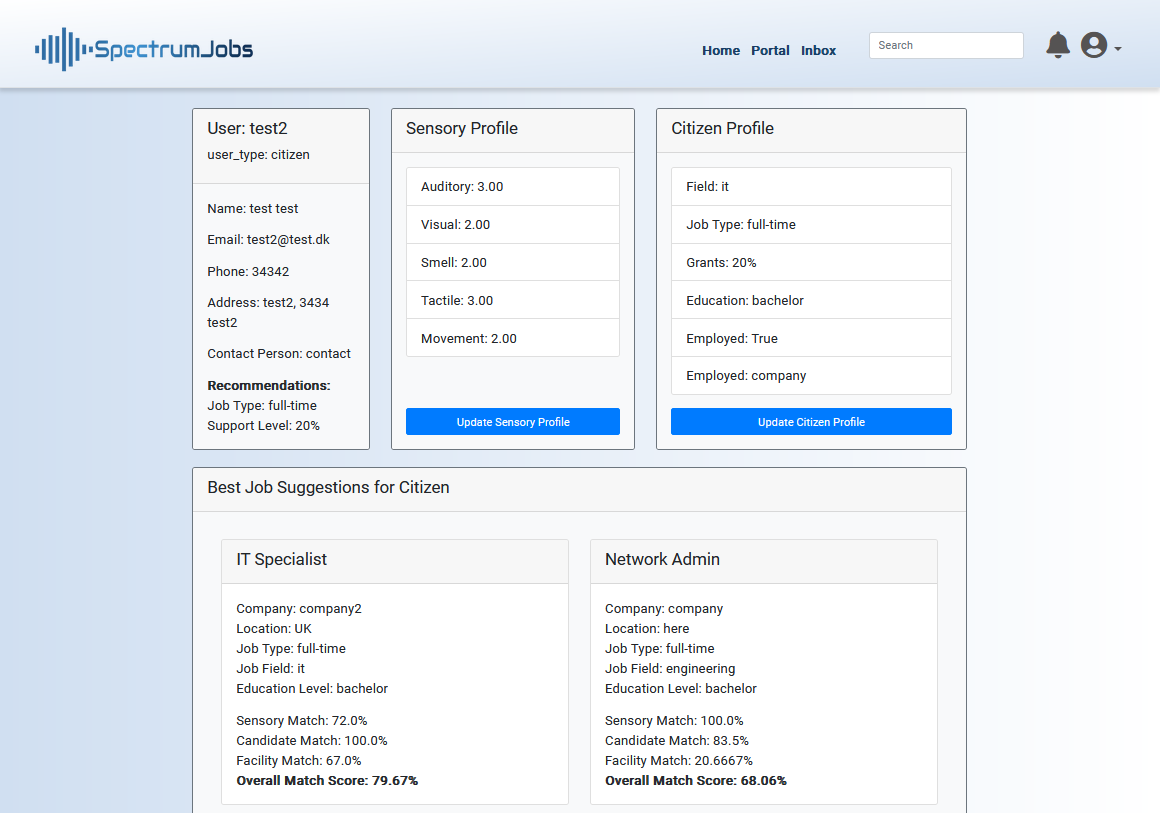 SpectrumJobs
Home Portal Inbox
Search
User: test2
user_type: citizen
Name: test test
Email: test2@test.dk
Phone: 34342
Address: test2, 3434
test2
Contact Person: contact
Recommendations:
Job Type: full-time
Support Level: 20%
Sensory Profile
Auditory: 3.00
Visual: 2.00
Smell: 2.00
Tactile: 3.00
Movement: 2.00
Update Sensory Profile
Citizen Profile
Field: it
Job Type: full-time
Grants: 20%
Education: bachelor
Employed: True
Employed: company
Update Citizen Profile
Best Job Suggestions for Citizen
IT Specialist
Company: company2
Location: UK
Job Type: full-time
Job Field: it
Education Level: bachelor
Sensory Match: 72.0%
Candidate Match: 100.0%
Facility Match: 67.0%
Overall Match Score: 79.67%
Network Admin
Company: company
Location: here
Job Type: full-time
Job Field: engineering
Education Level: bachelor
Sensory Match: 100.0%
Candidate Match: 83.5%
Facility Match: 20.6667%
Overall Match Score: 68.06%